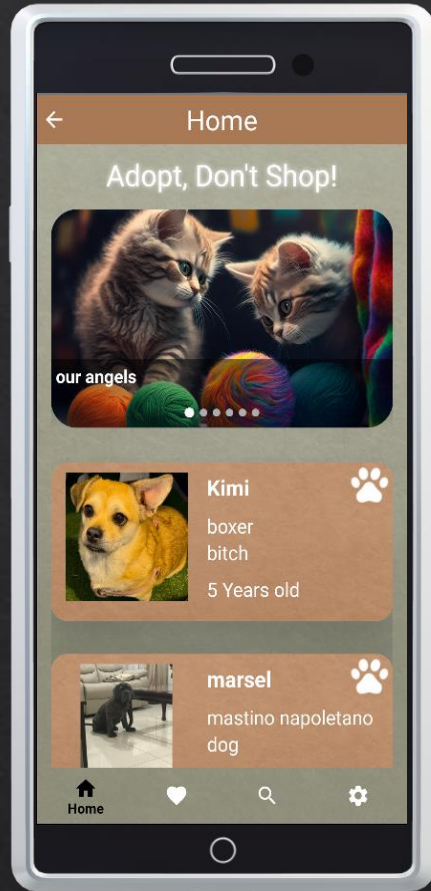 Home
Adopt, Don't Shop!
our angels
Kimi
boxer
bitch
5 Years old
marsel
mastino napoletano
dog
Home